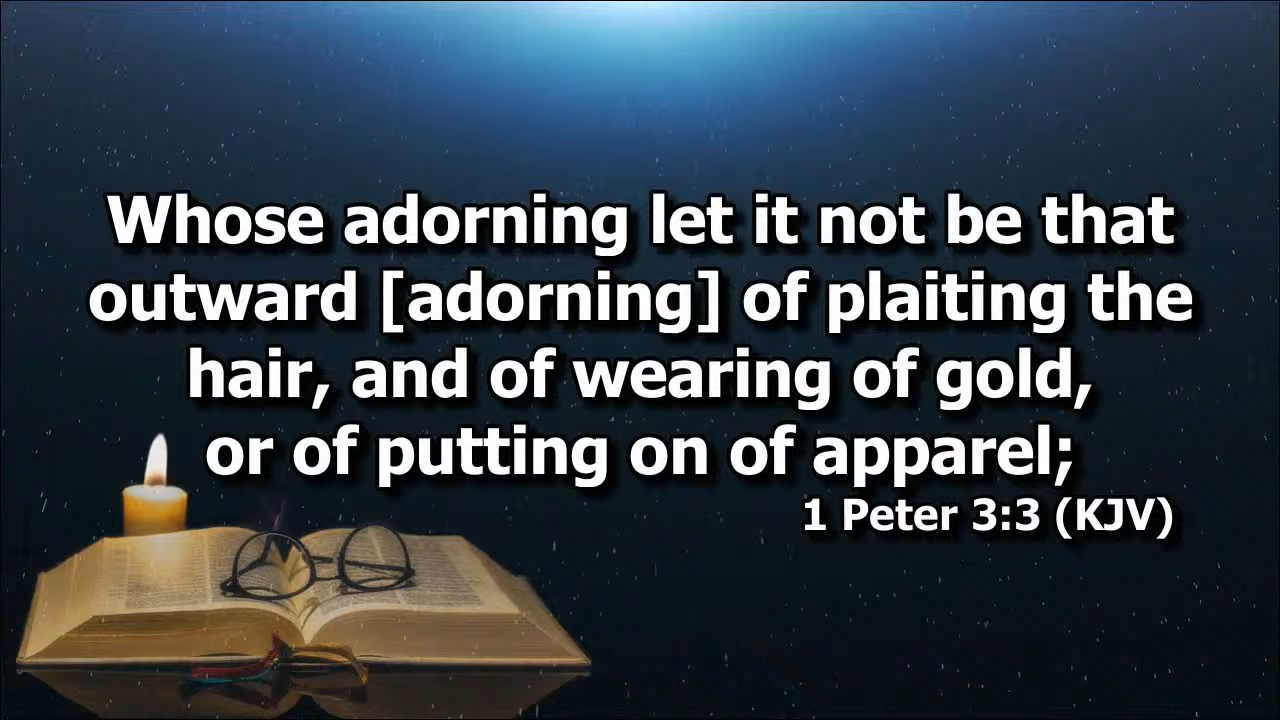 Whose adorning let it not be that
outward [adorning] of plaiting the
hair, and of wearing of gold,
or of putting on of apparel;
1 Peter 3:3 (KJV)